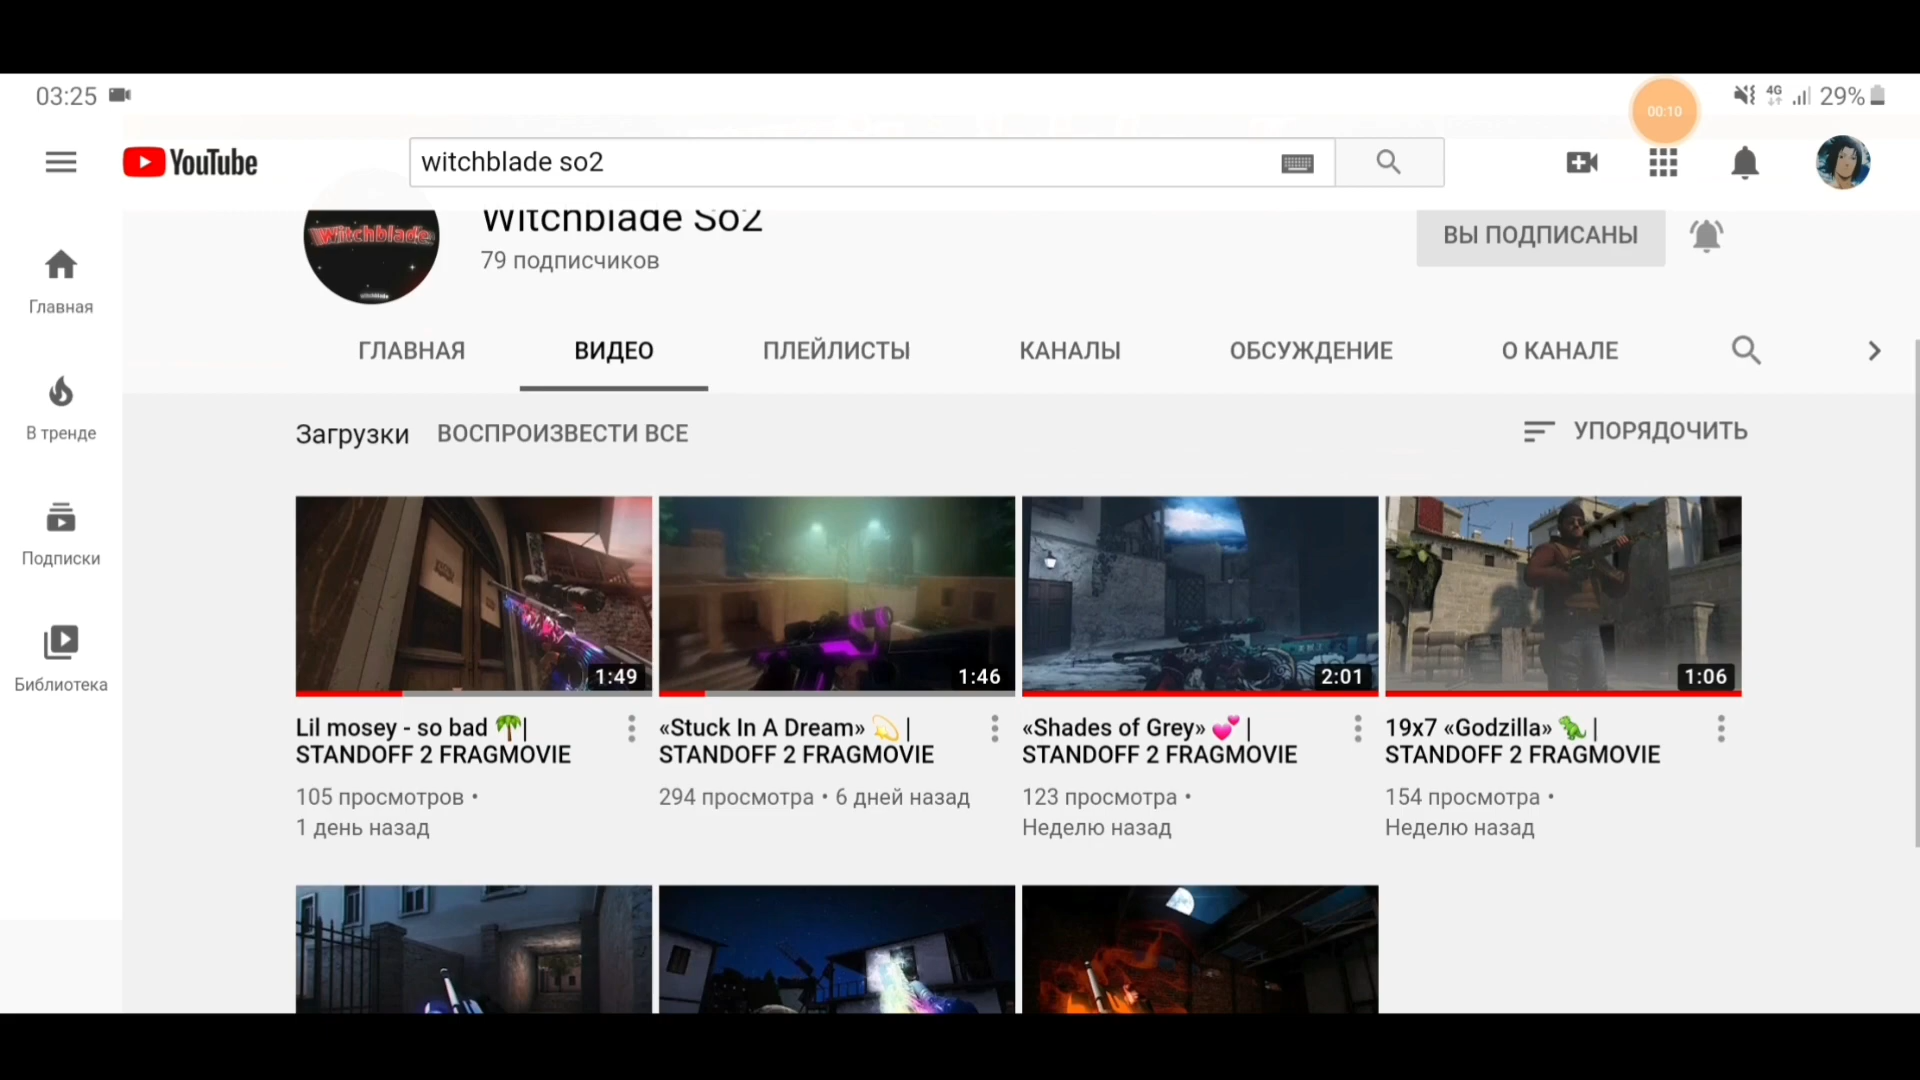 03:25
00:10
4G
29%
YouTube
witchblade so2
Witchblade
Witchblade So2
79 подписчиков
ВЫ ПОДПИСАНЫ
Главная
В тренде
Подписки
Библиотека
ГЛАВНАЯ
ВИДЕО
ПЛЕЙЛИСТЫ
КАНАЛЫ
ОБСУЖДЕНИЕ
О КАНАЛЕ
Загрузки
ВОСПРОИЗВЕСТИ ВСЕ
УПОРЯДОЧИТЬ
1:49
1:46
2:01
1:06
Lil mosey - so bad 🌴|
STANDOFF 2 FRAGMOVIE
105 просмотров •
1 день назад
«Stuck In A Dream» 💫 |
STANDOFF 2 FRAGMOVIE
294 просмотра • 6 дней назад
«Shades of Grey» 💕 |
STANDOFF 2 FRAGMOVIE
123 просмотра •
Неделю назад
19x7 «Godzilla» 🦖 |
STANDOFF 2 FRAGMOVIE
154 просмотра •
Неделю назад